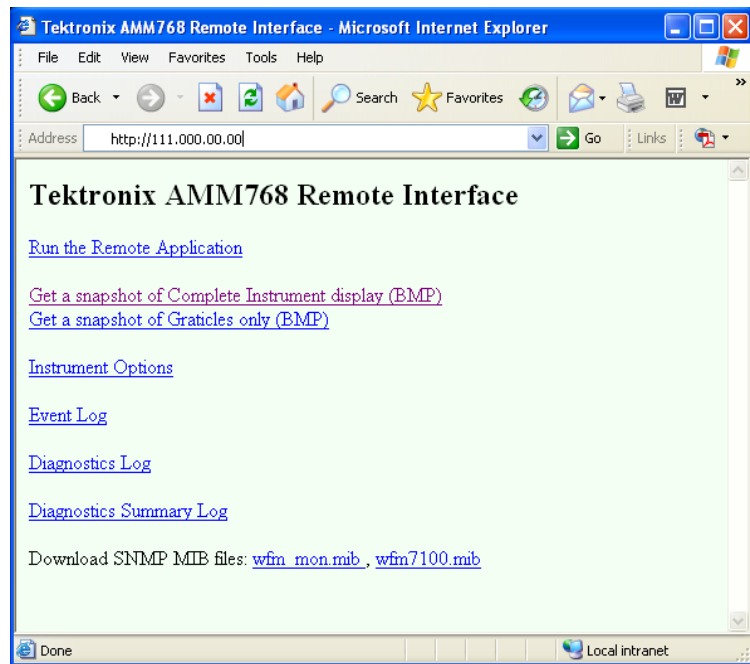 Tektronix AMM768 Remote Interface - Microsoft Internet Explorer
File Edit View Favorites Tools Help
Back Search Favorites
Address http://111.000.00.00 Go Links
Tektronix AMM768 Remote Interface
Run the Remote Application
Get a snapshot of Complete Instrument display (BMP)
Get a snapshot of Graticles only (BMP)
Instrument Options
Event Log
Diagnostics Log
Diagnostics Summary Log
Download SNMP MIB files: wfm_mon.mib , wfm7100.mib
Done Local intranet